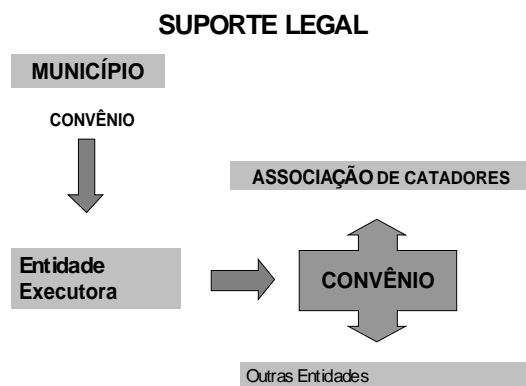 SUPORTE LEGAL
MUNICÍPIO
CONVÊNIO
ASSOCIAÇÃO DE CATADORES
Entidade
Executora
CONVÊNIO
Outras Entidades